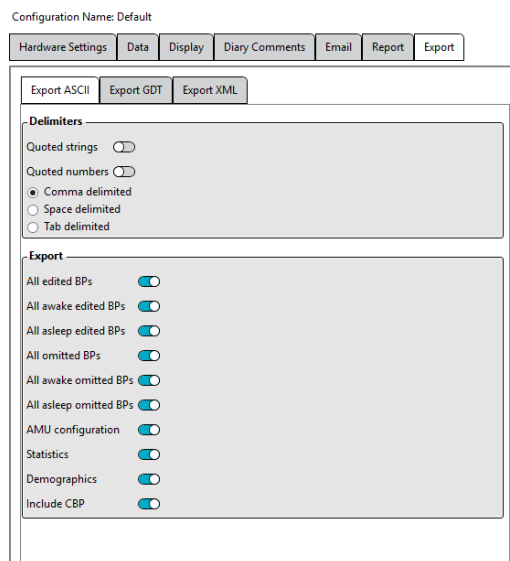 Configuration Name: Default
Hardware Settings Data Display Diary Comments Email Report Export
Export ASCII Export GDT Export XML
Delimiters
Quoted strings
Quoted numbers
Comma delimited
Space delimited
Tab delimited
Export
All edited BPs
All awake edited BPs
All asleep edited BPs
All omitted BPs
All awake omitted BPs
All asleep omitted BPs
AMU configuration
Statistics
Demographics
Include CBP